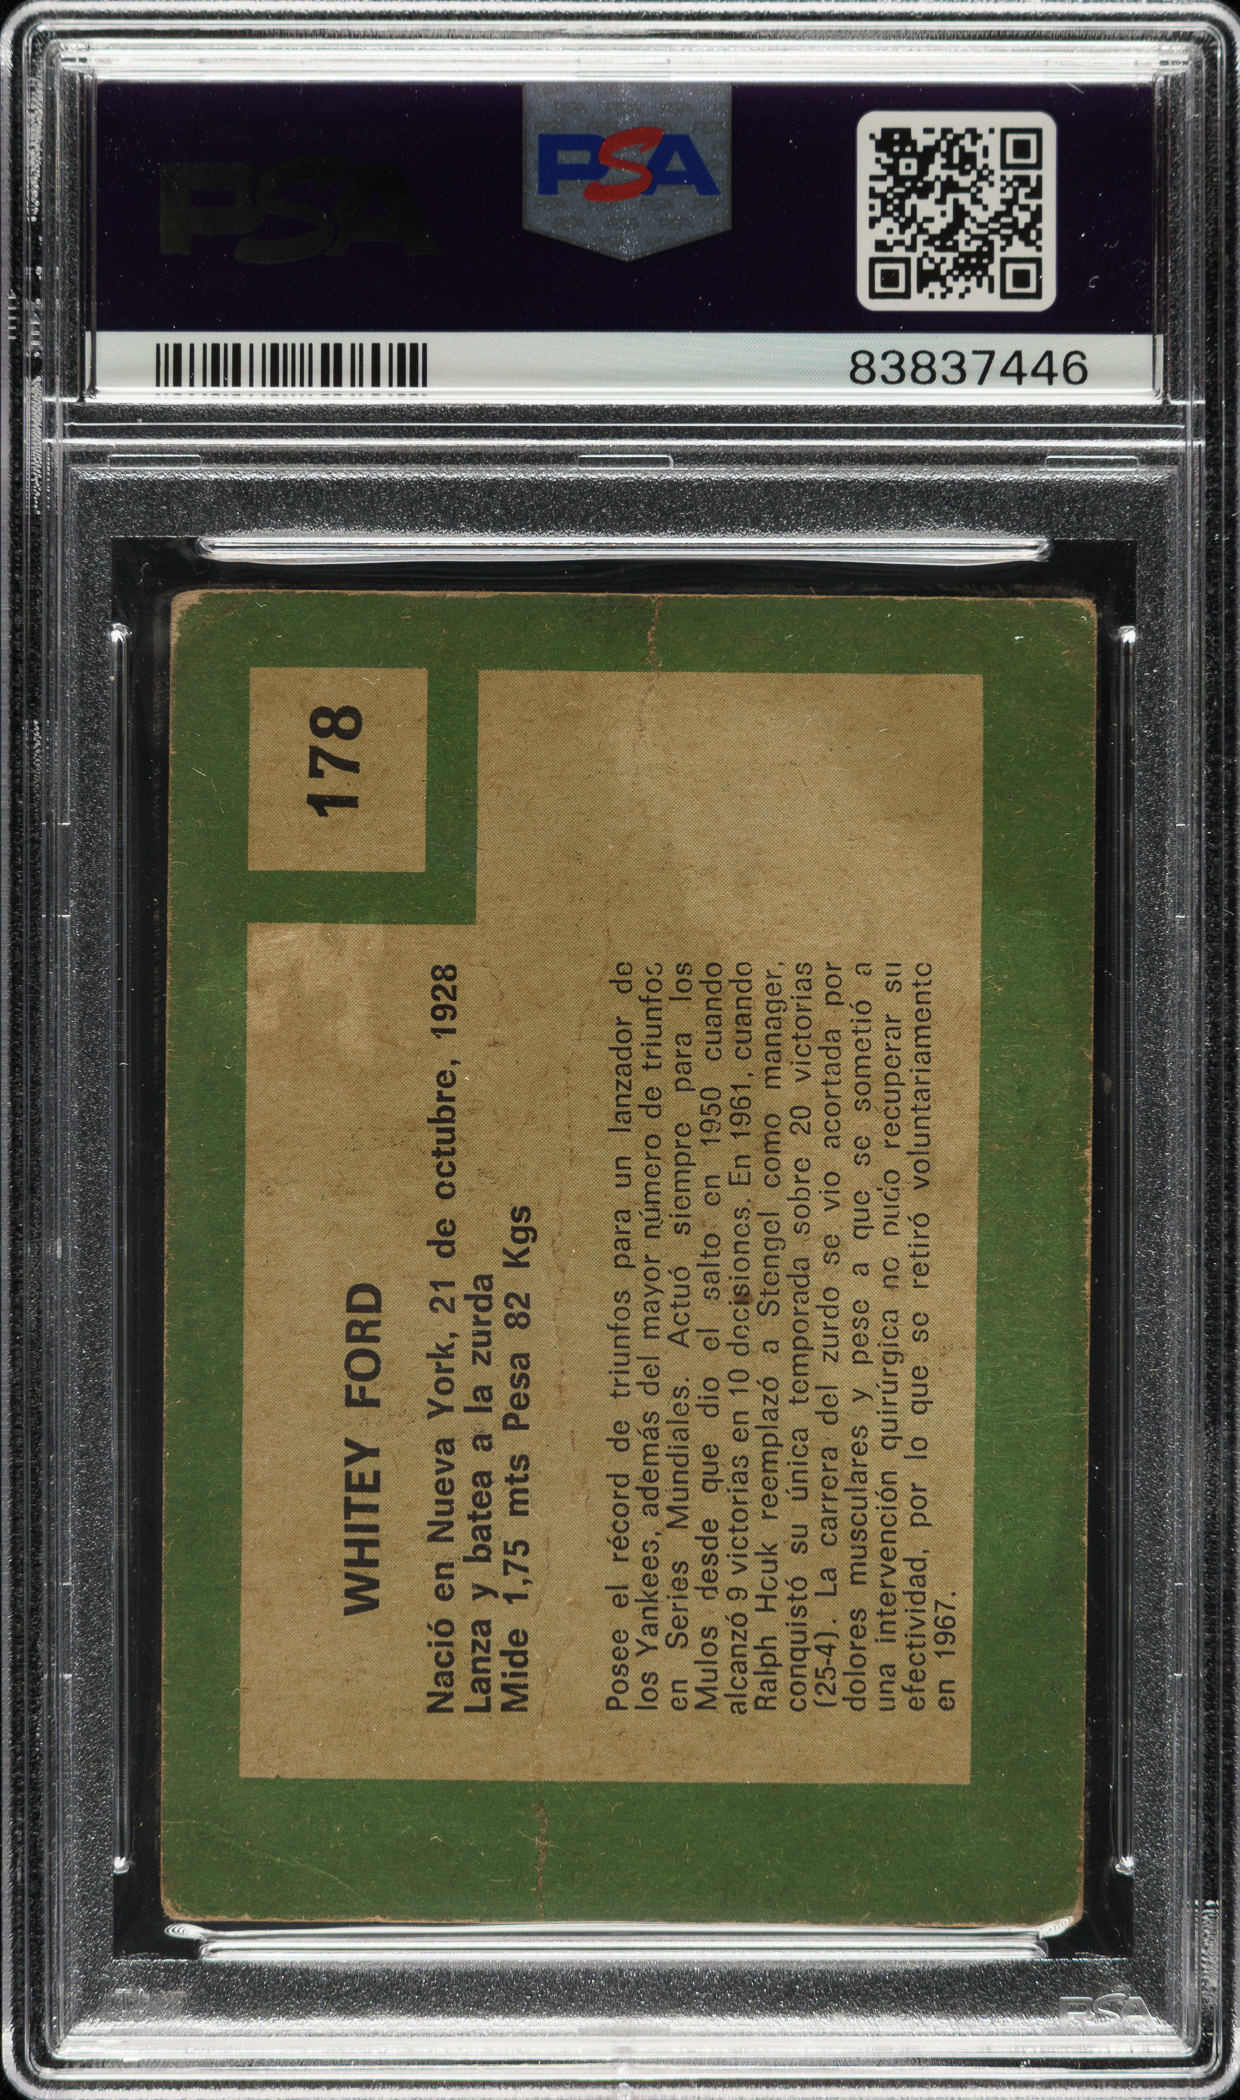 PSA
PSA
83837446
178
WHITEY FORD
Nació en Nueva York, 21 de octubre, 1928
Lanza y batea a la zurda
Mide 1,75 mts Pesa 82 Kgs
Posee el récord de triunfos para un lanzador de
los Yankees, además del mayor número de triunfos
en Series Mundiales. Actuó siempre para los
Mulos desde que dio el salto en 1950 cuando
alcanzó 9 victorias en 10 decisiones. En 1961, cuando
Ralph Houk reemplazó a Stengel como manager,
conquistó su única temporada sobre 20 victorias
(25-4). La carrera del zurdo se vio acortada por
dolores musculares y pese a que se sometió a
una intervención quirúrgica no pudo recuperar su
efectividad, por lo que se retiró voluntariamente
en 1967.
PSA